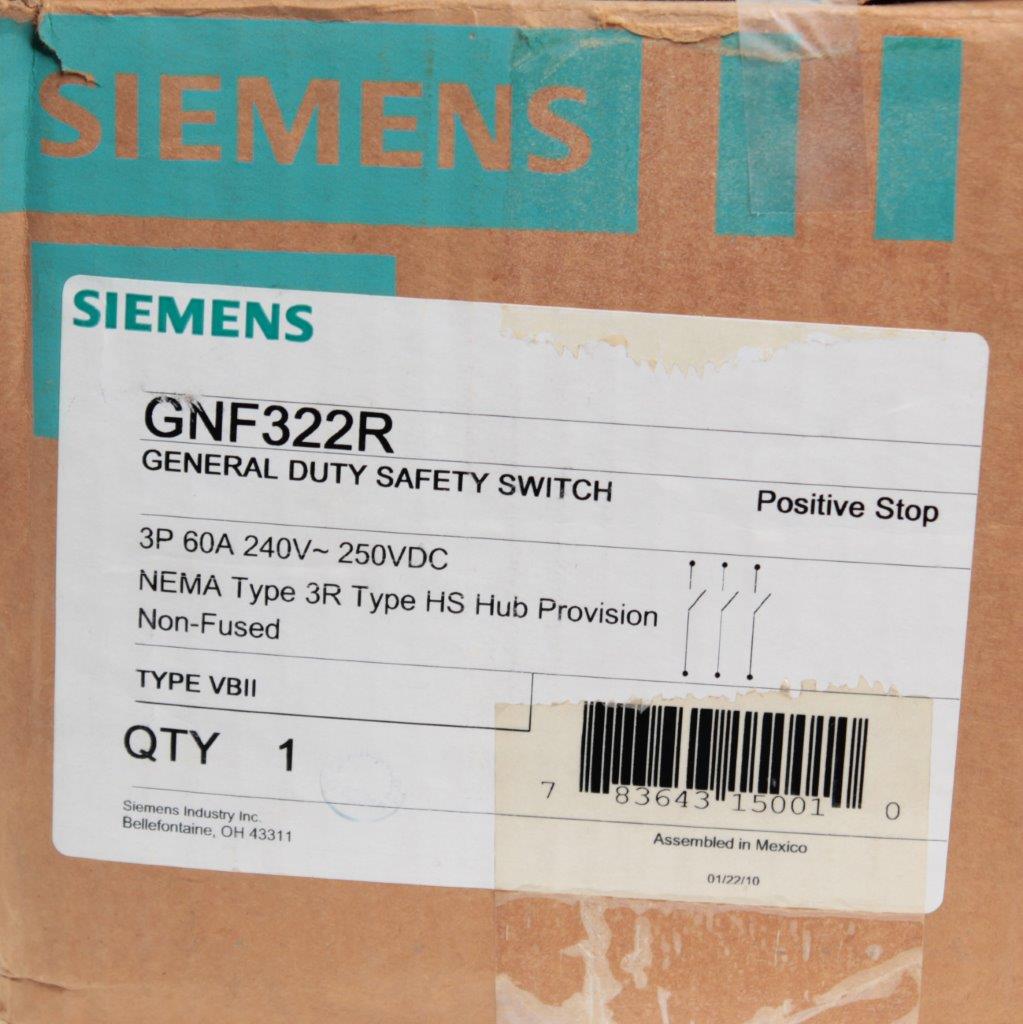 SIEMENS
SIEMENS
GNF322R
GENERAL DUTY SAFETY SWITCH
Positive Stop
3P 60A 240V~ 250VDC
NEMA Type 3R Type HS Hub Provision
Non-Fused
TYPE VBII
QTY 1
7 83643 15001 0
Siemens Industry Inc.
Bellefontaine, OH 43311
Assembled in Mexico
01/22/10